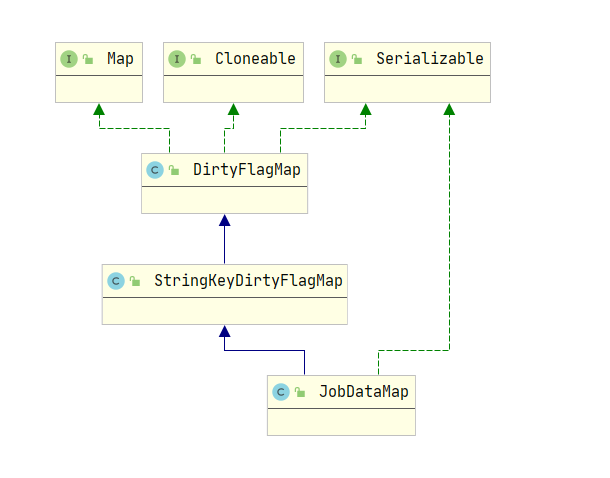 I Map
I Cloneable
I Serializable
C DirtyFlagMap
C StringKeyDirtyFlagMap
C JobDataMap